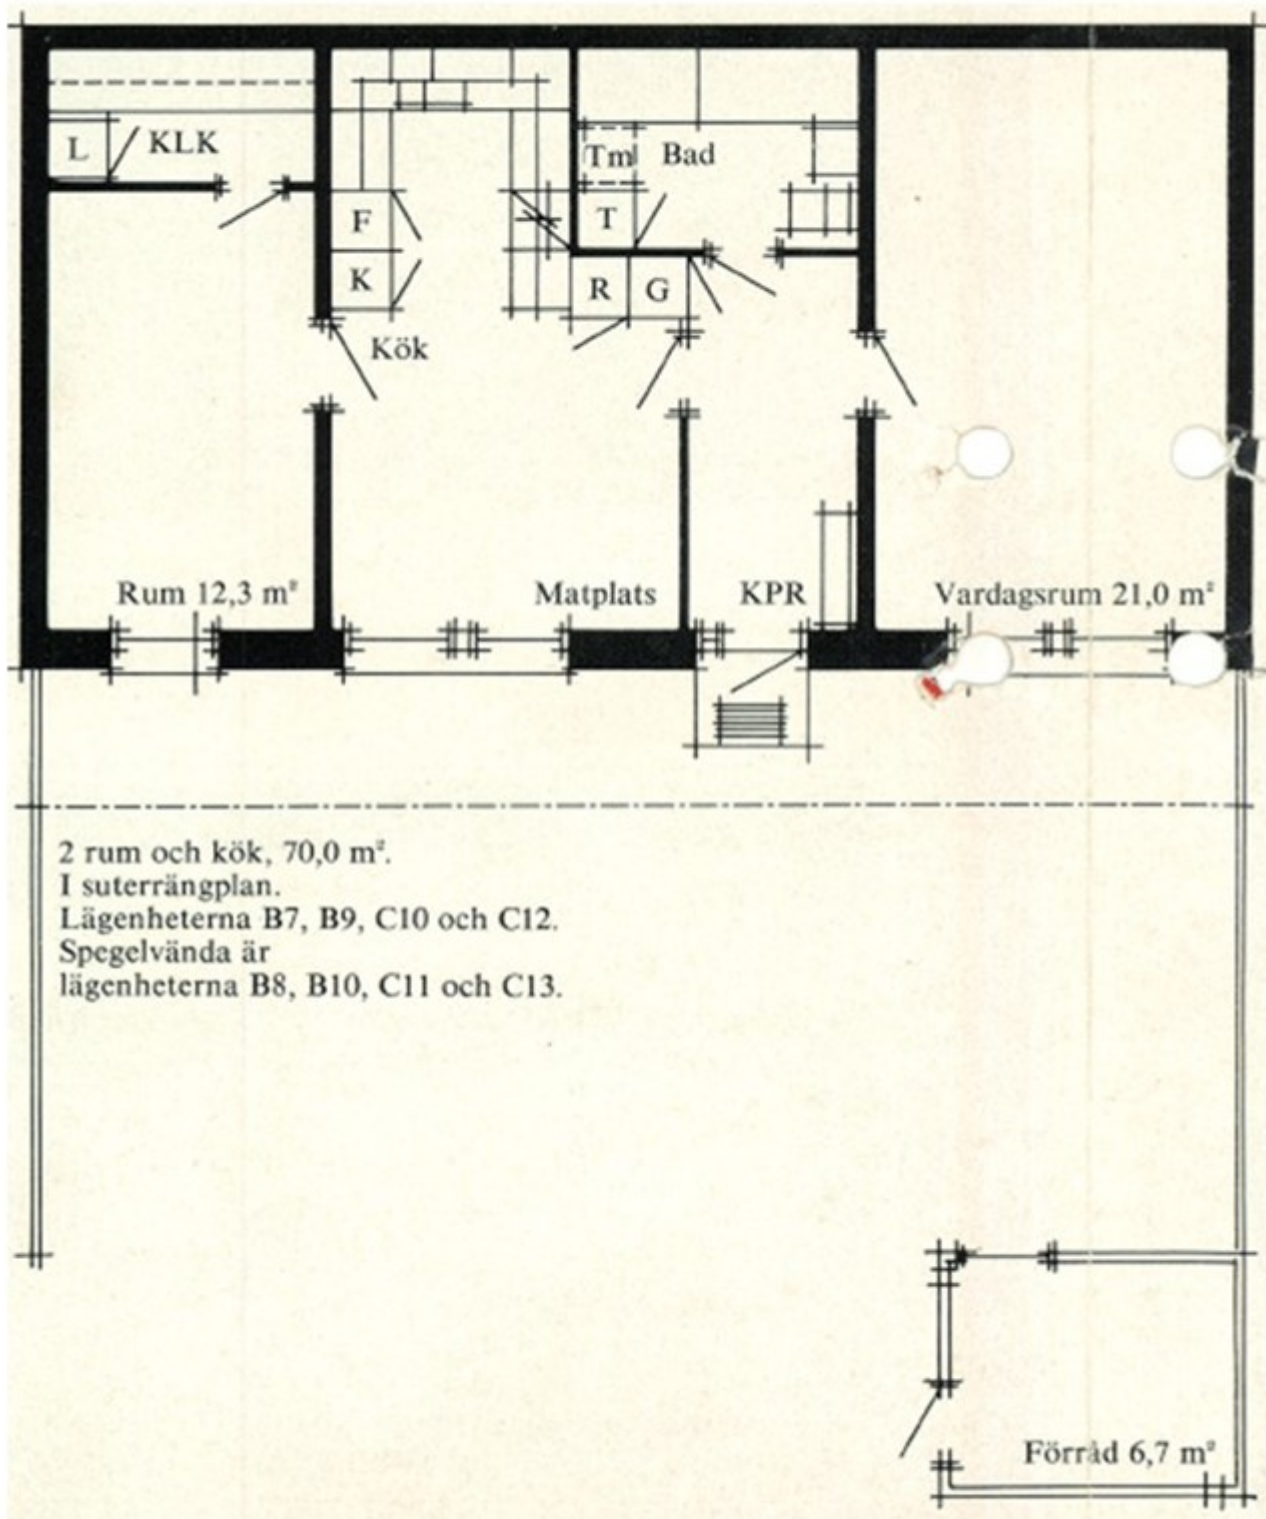 L KLK
Tm Bad
F
T
K
R G
Kök
Rum 12,3 m²
Matplats
KPR
Vardagsrum 21,0 m²
2 rum och kök, 70,0 m².
I suterrängplan.
Lägenheterna B7, B9, C10 och C12.
Spegelvända är
lägenheterna B8, B10, C11 och C13.
Förråd 6,7 m²